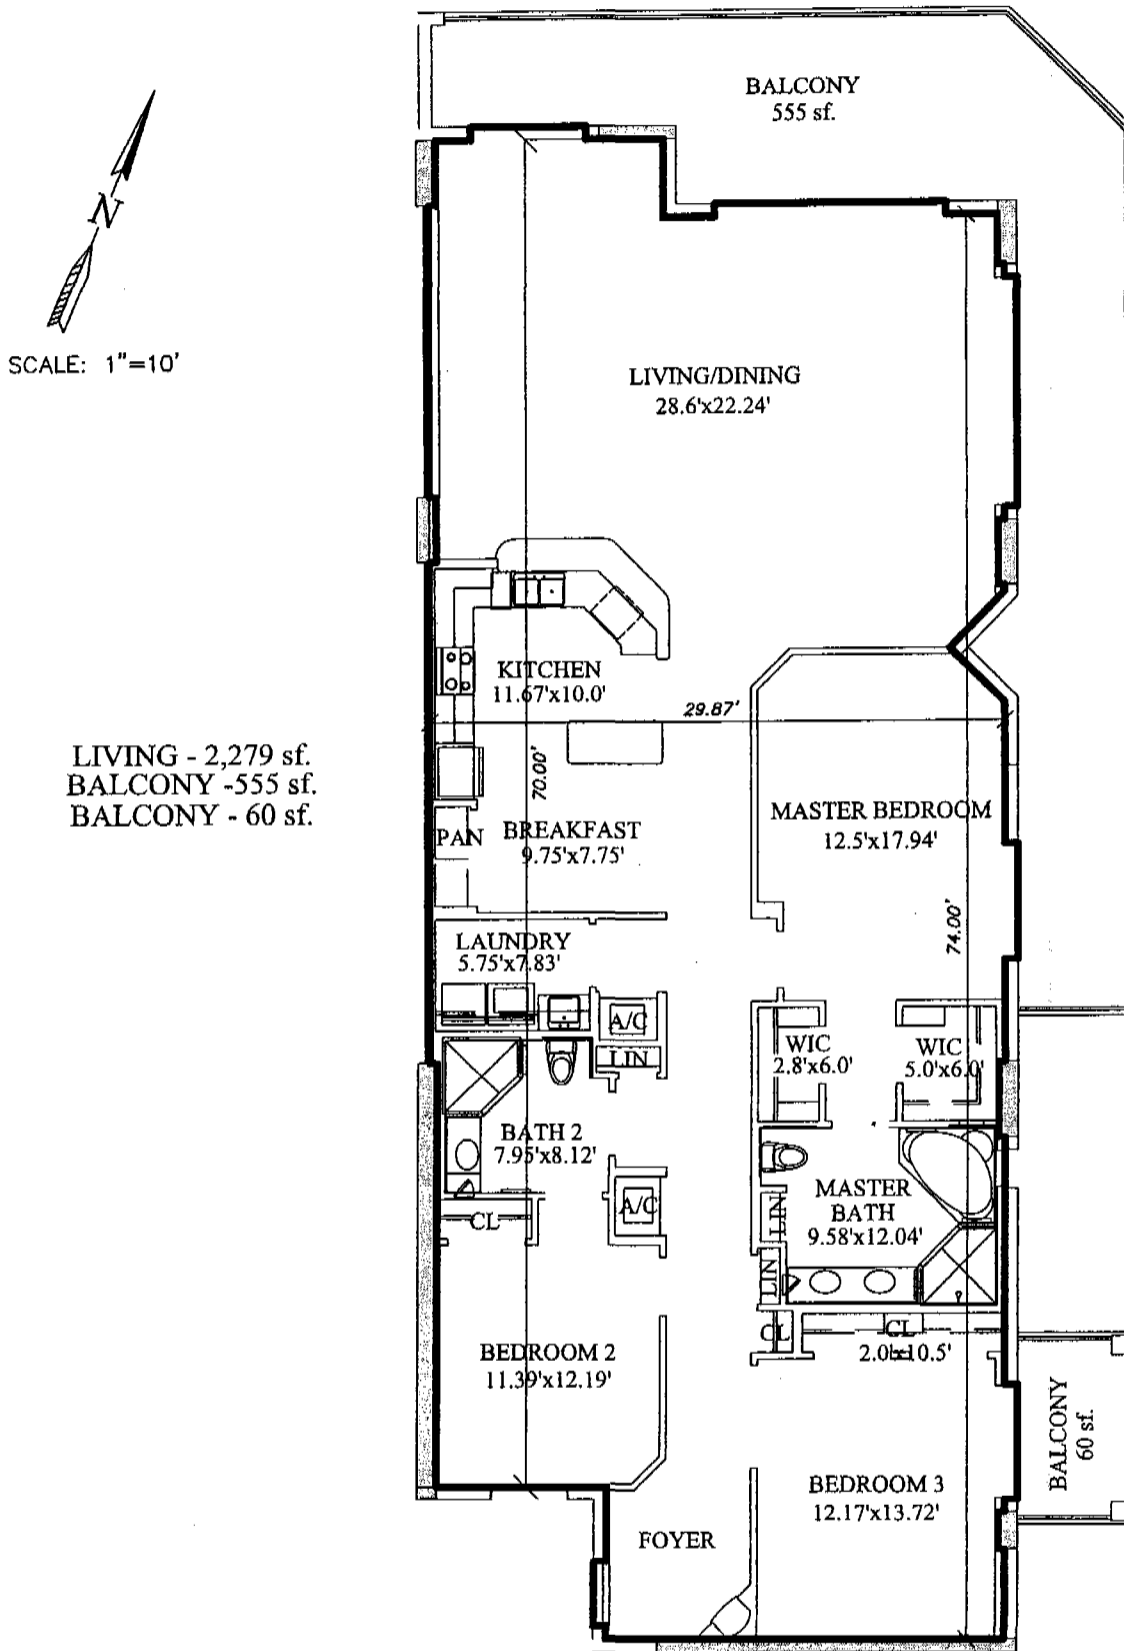 BALCONY
555 sf.
N
SCALE: 1"=10'
LIVING/DINING
28.6'x22.24'
KITCHEN
11.67'x10.0'
29.87'
70.00'
LIVING - 2,279 sf.
BALCONY -555 sf.
BALCONY - 60 sf.
PAN
BREAKFAST
9.75'x7.75'
MASTER BEDROOM
12.5'x17.94'
74.00'
LAUNDRY
5.75'x7.83'
A/C
LIN
WIC
2.8'x6.0'
WIC
5.0'x6.0'
BATH 2
7.95'x8.12'
A/C
CL
MASTER
BATH
9.58'x12.04'
LIN
LIN
CL
CL
2.0'x10.5'
BEDROOM 2
11.39'x12.19'
BALCONY
60 sf.
BEDROOM 3
12.17'x13.72'
FOYER